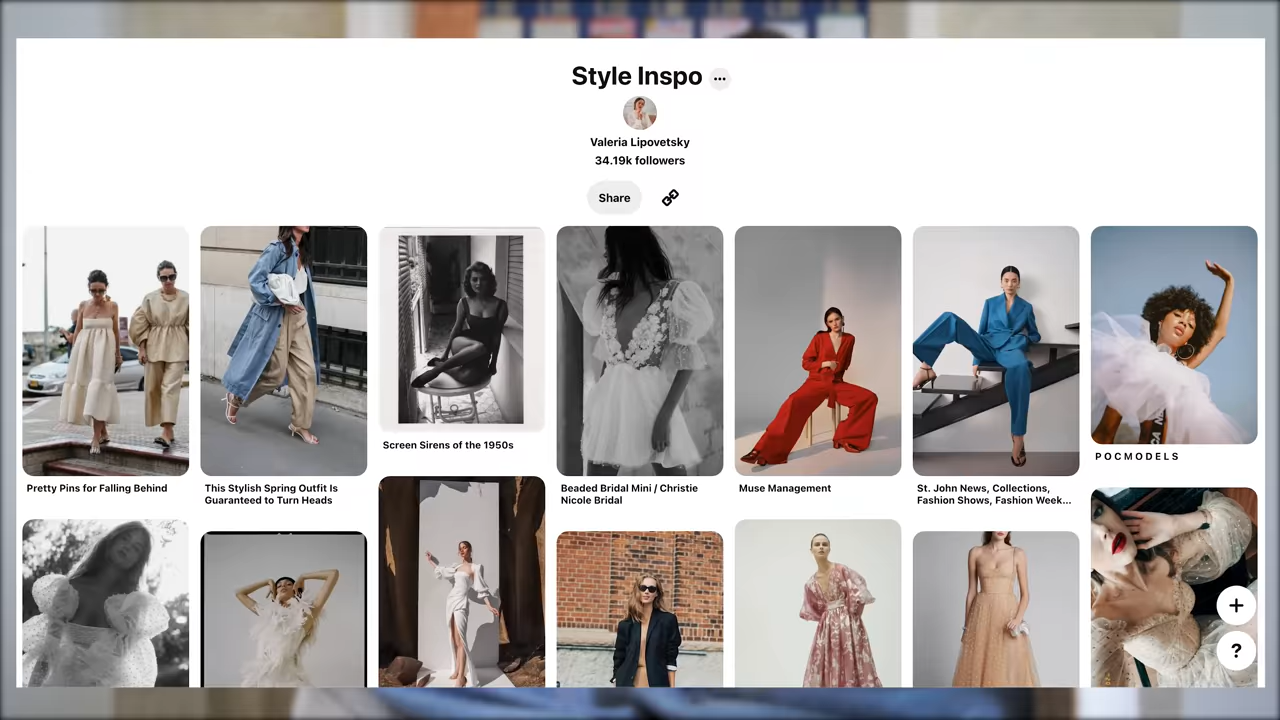 Style Inspo
Valeria Lipovetsky
34.19k followers
Share
Screen Sirens of the 1950s
POCMODELS
Pretty Pins for Falling Behind
This Stylish Spring Outfit Is
Guaranteed to Turn Heads
Beaded Bridal Mini / Christie
Nicole Bridal
Muse Management
St. John News, Collections,
Fashion Shows, Fashion Week...
+
?